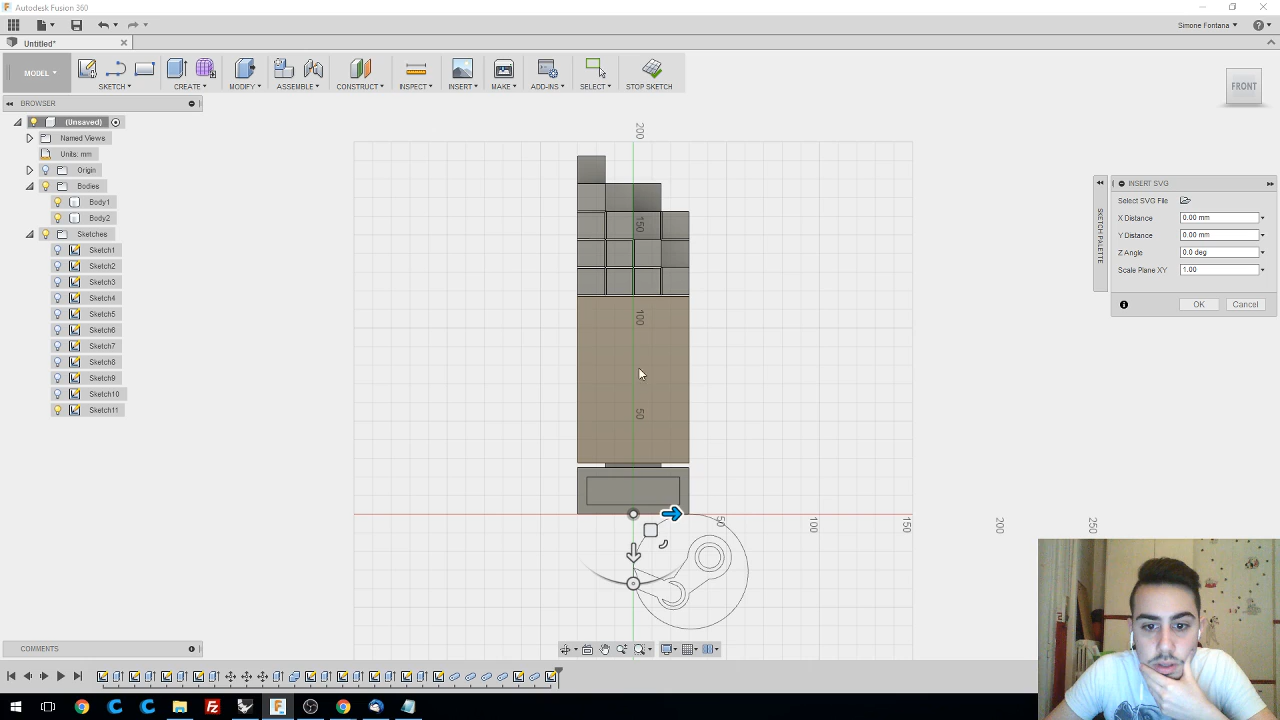 Autodesk Fusion 360
Simone Fontana
Untitled*
MODEL
SKETCH
CREATE
MODIFY
ASSEMBLE
CONSTRUCT
INSPECT
INSERT
MAKE
ADD-INS
SELECT
STOP SKETCH
FRONT
BROWSER
(Unsaved)
Named Views
Units: mm
Origin
Bodies
Body1
Body2
Sketches
Sketch1
Sketch2
Sketch3
Sketch4
Sketch5
Sketch6
Sketch7
Sketch8
Sketch9
Sketch10
Sketch11
200
150
100
50
50
100
150
200
250
SKETCH PALETTE
INSERT SVG
Select SVG File
X Distance 0.00 mm
Y Distance 0.00 mm
Z Angle 0.0 deg
Scale Plane XY 1.00
OK Cancel
COMMENTS